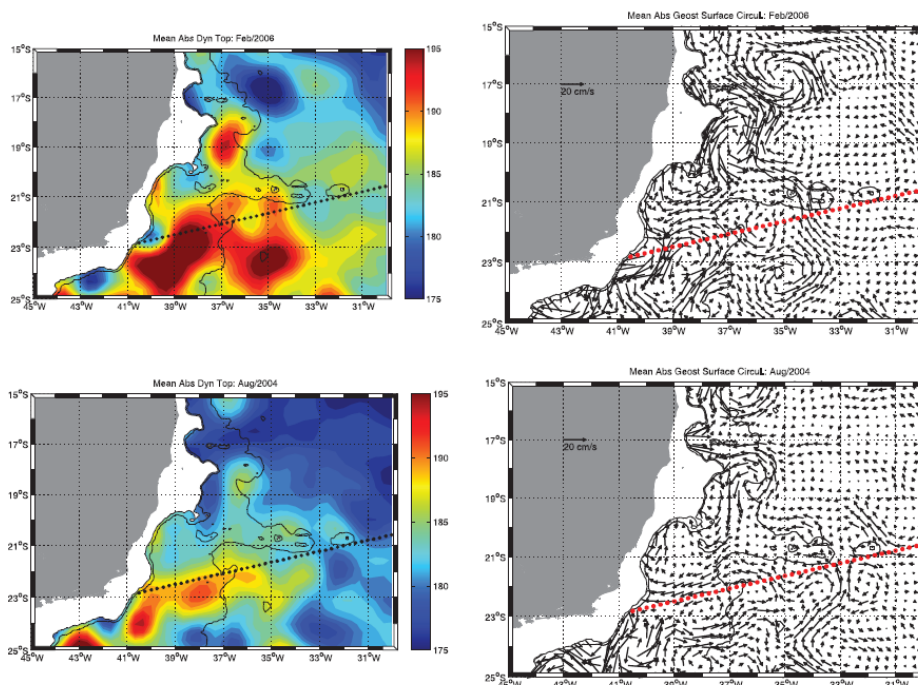 Mean Abs Dyn Top: Feb/2006
15°S
17°S
19°S
21°S
23°S
25°S
45°W 43°W 41°W 39°W 37°W 35°W 33°W 31°W
195
190
185
180
175
Mean Abs Geost Surface Circul: Feb/2006
15°S
17°S
19°S
21°S
23°S
25°S
45°W 43°W 41°W 39°W 37°W 35°W 33°W 31°W
20 cm/s
Mean Abs Dyn Top: Aug/2004
15°S
17°S
19°S
21°S
23°S
25°S
45°W 43°W 41°W 39°W 37°W 35°W 33°W 31°W
195
190
185
180
175
Mean Abs Geost Surface Circul: Aug/2004
15°S
17°S
19°S
21°S
23°S
25°S
45°W 43°W 41°W 39°W 37°W 35°W 33°W 31°W
20 cm/s